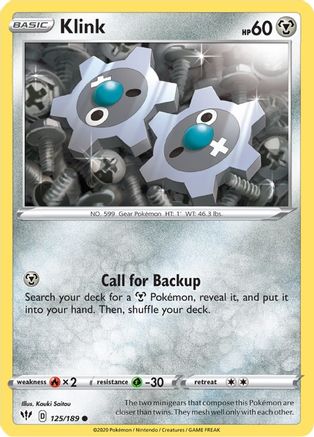 BASIC
Klink
HP60
NO. 599 Gear Pokémon HT: 1' WT: 46.3 lbs.
Call for Backup
Search your deck for a Pokémon, reveal it, and put it
into your hand. Then, shuffle your deck.
weakness ×2 resistance -30 retreat
Illus. Kouki Saitou
D 125/189
The two minigears that compose this Pokémon are
closer than twins. They mesh well only with each other.
©2020 Pokémon / Nintendo / Creatures / GAME FREAK